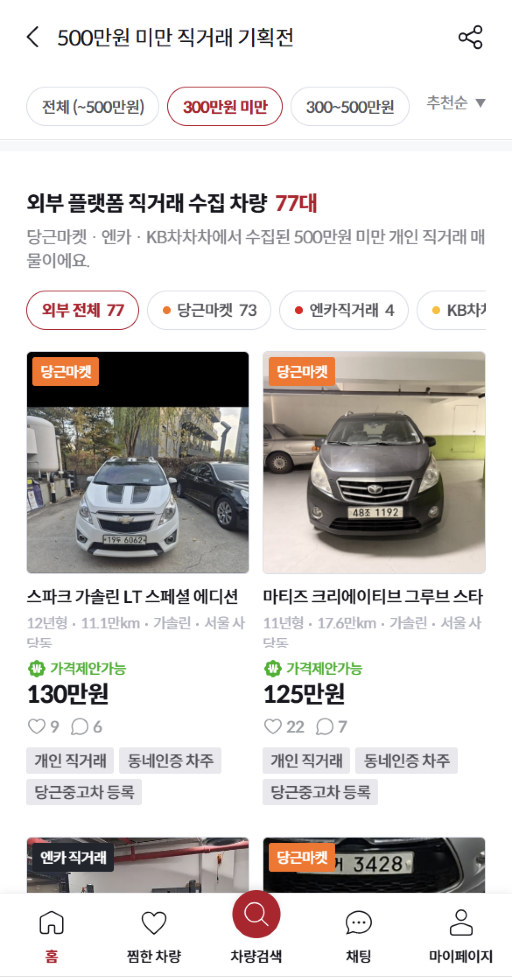 500만원 미만 직거래 기획전
전체 (~500만원) 300만원 미만 300~500만원 추천순 ▼
외부 플랫폼 직거래 수집 차량 77대
당근마켓 · 엔카 · KB차차차에서 수집된 500만원 미만 개인 직거래 매
물이에요.
외부 전체 77 당근마켓 73 엔카직거래 4 KB차차
당근마켓 당근마켓
48조 1192
스파크 가솔린 LT 스페셜 에디션 마티즈 크리에이티브 그루브 스타
12년형 · 11.1만km · 가솔린 · 서울 사 11년형 · 17.6만km · 가솔린 · 서울 사
당동 당동
가격제안가능 가격제안가능
130만원 125만원
9 6 22 7
개인 직거래 동네인증 차주 개인 직거래 동네인증 차주
당근중고차 등록 당근중고차 등록
엔카 직거래 당근마켓
3428
홈 찜한 차량 차량검색 채팅 마이페이지